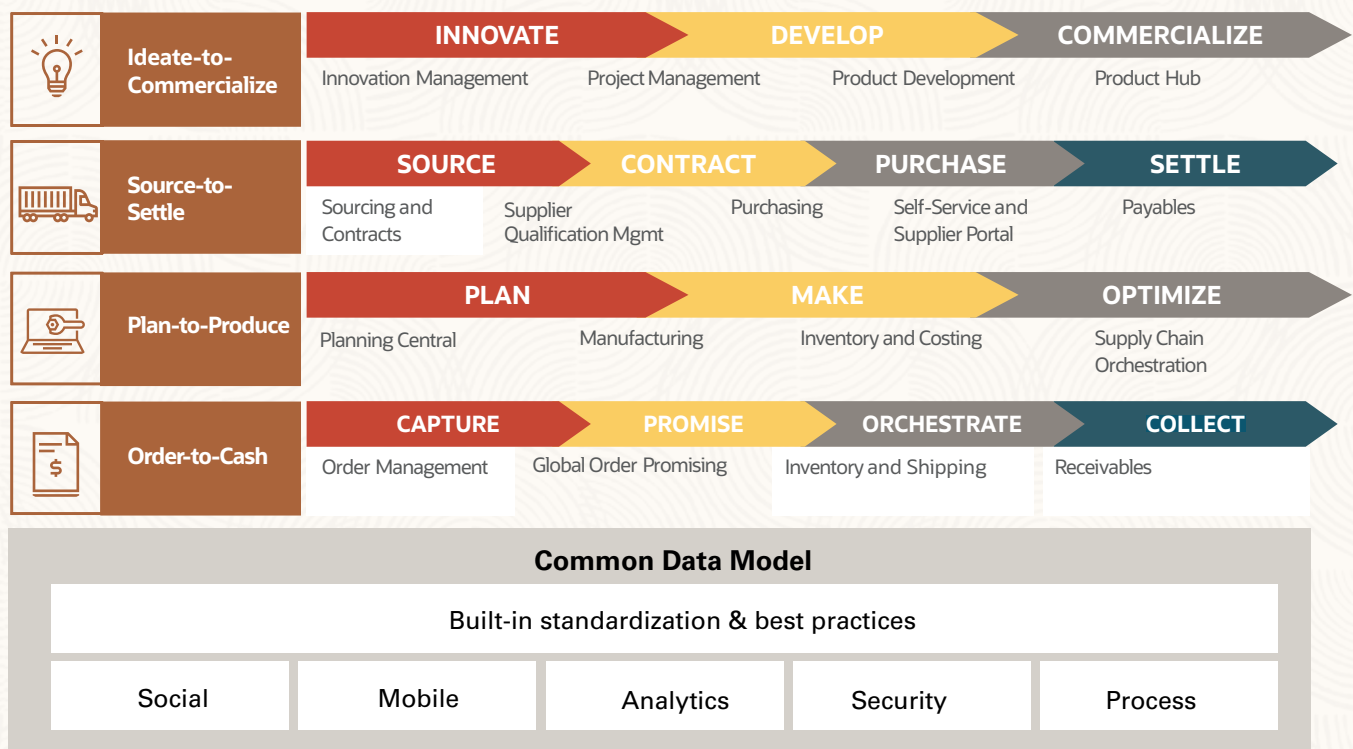 Ideate-to-
Commercialize
INNOVATE
DEVELOP
COMMERCIALIZE
Innovation Management
Project Management
Product Development
Product Hub
Source-to-
Settle
SOURCE
CONTRACT
PURCHASE
SETTLE
Sourcing and
Contracts
Supplier
Qualification Mgmt
Purchasing
Self-Service and
Supplier Portal
Payables
Plan-to-Produce
PLAN
MAKE
OPTIMIZE
Planning Central
Manufacturing
Inventory and Costing
Supply Chain
Orchestration
$
Order-to-Cash
CAPTURE
PROMISE
ORCHESTRATE
COLLECT
Order Management
Global Order Promising
Inventory and Shipping
Receivables
Common Data Model
Built-in standardization & best practices
Social
Mobile
Analytics
Security
Process